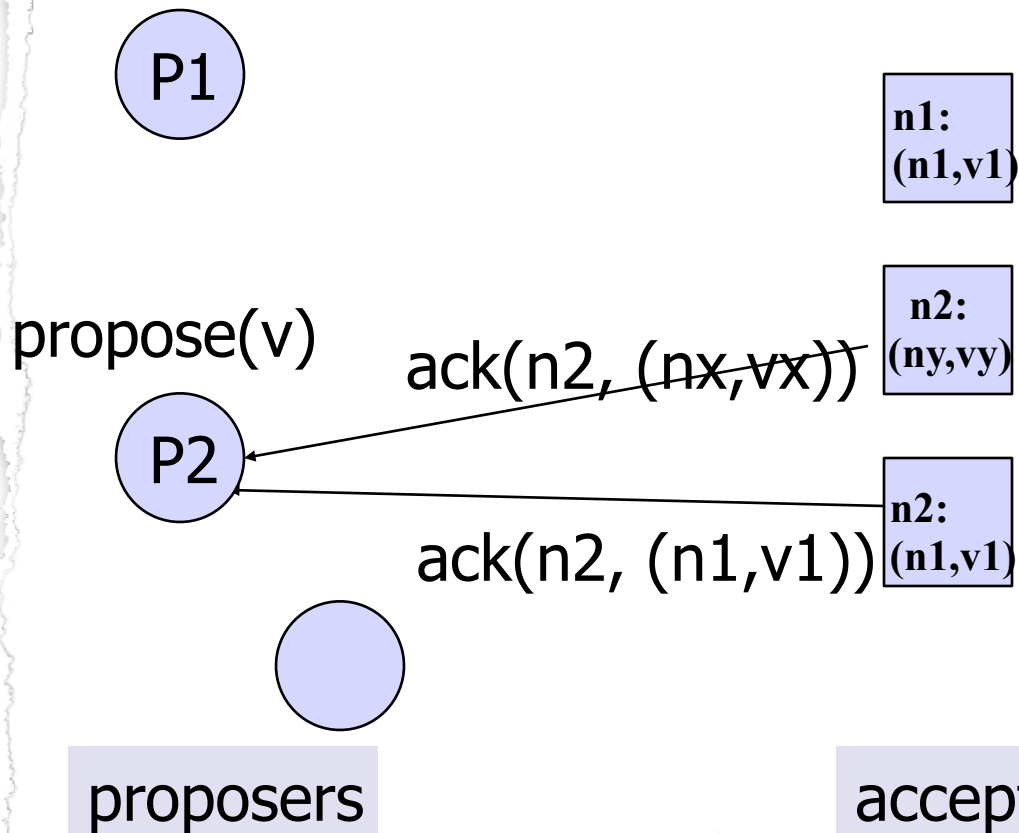 P1
n1:
(n1,v1)
propose(v)
n2:
(ny,vy)
ack(n2, (nx,vx))
P2
n2:
(n1,v1)
ack(n2, (n1,v1))
proposers
accept